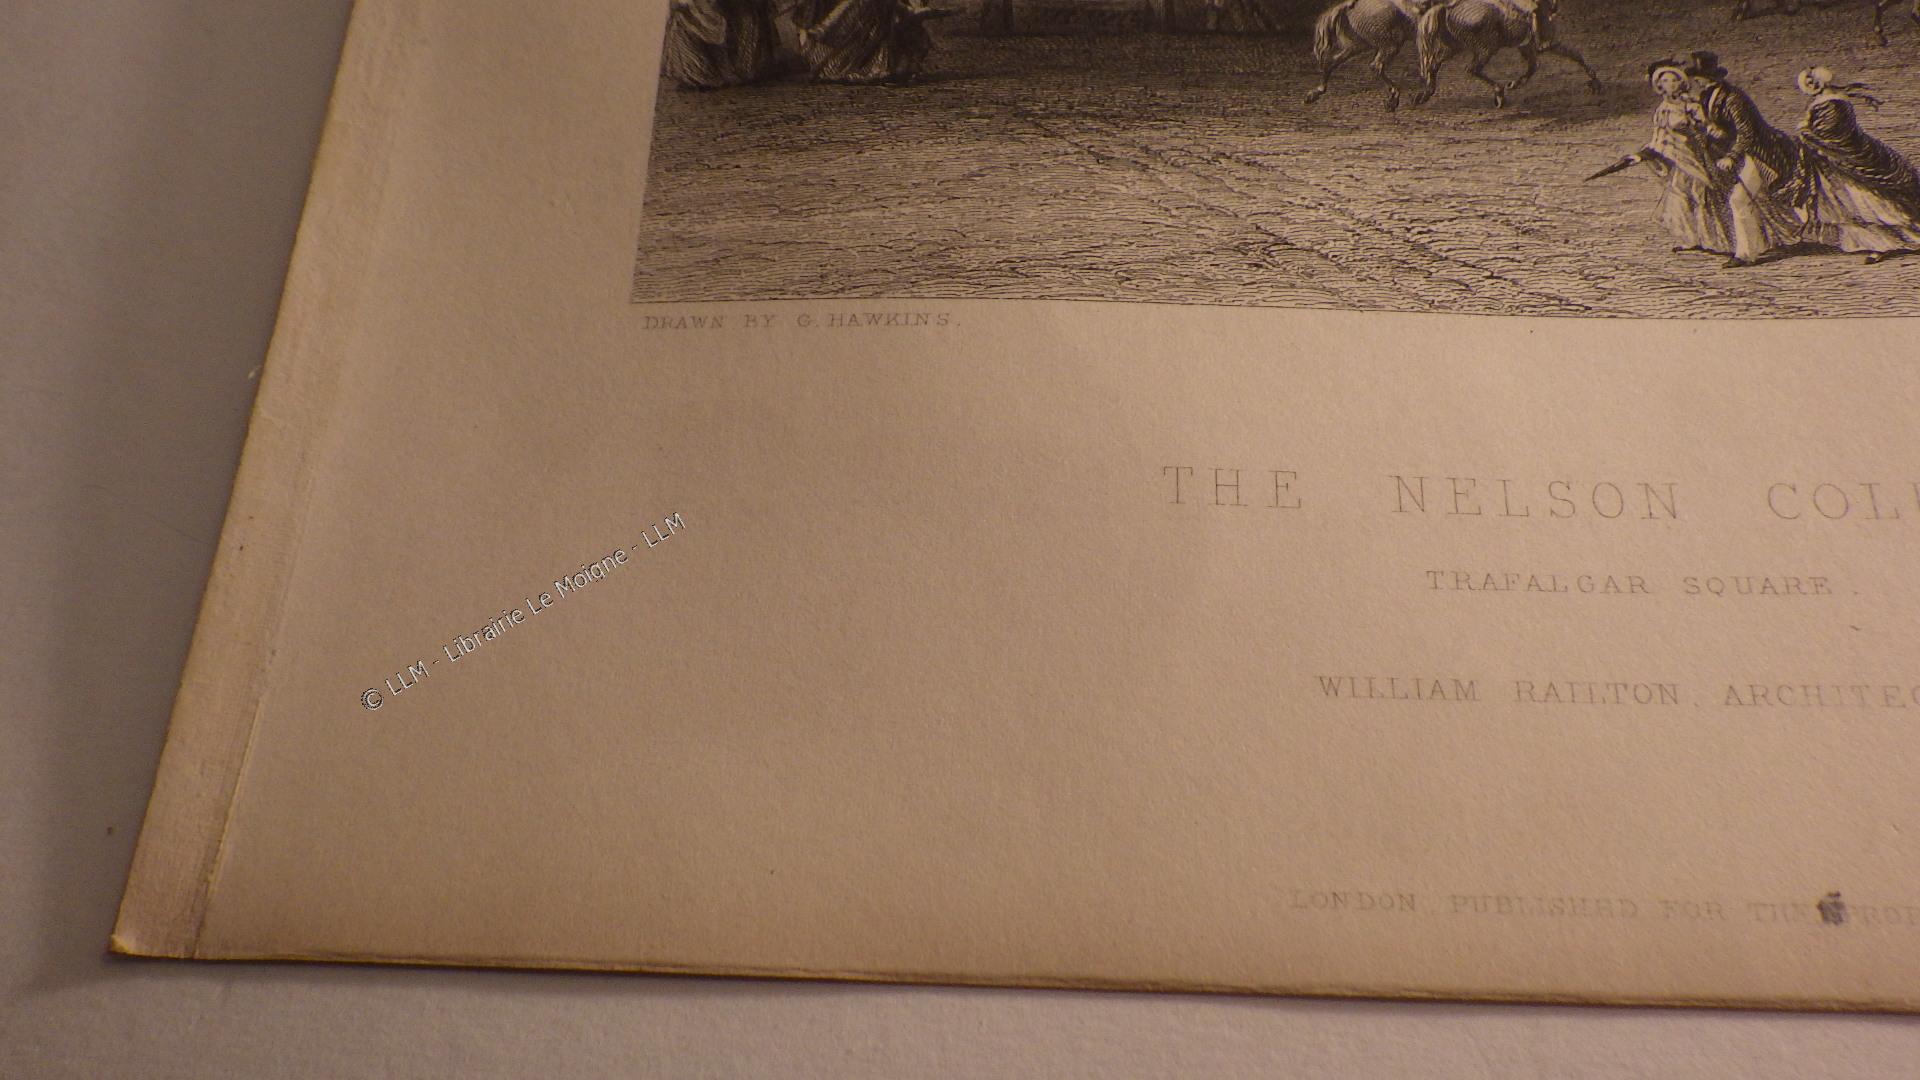 DRAWN BY G. HAWKINS.
THE NELSON COL
TRAFALGAR SQUARE.
© LLM - Librairie Le Moigne - LLM
WILLIAM RAILTON, ARCHITEC
LONDON, PUBLISHED FOR THE PROP